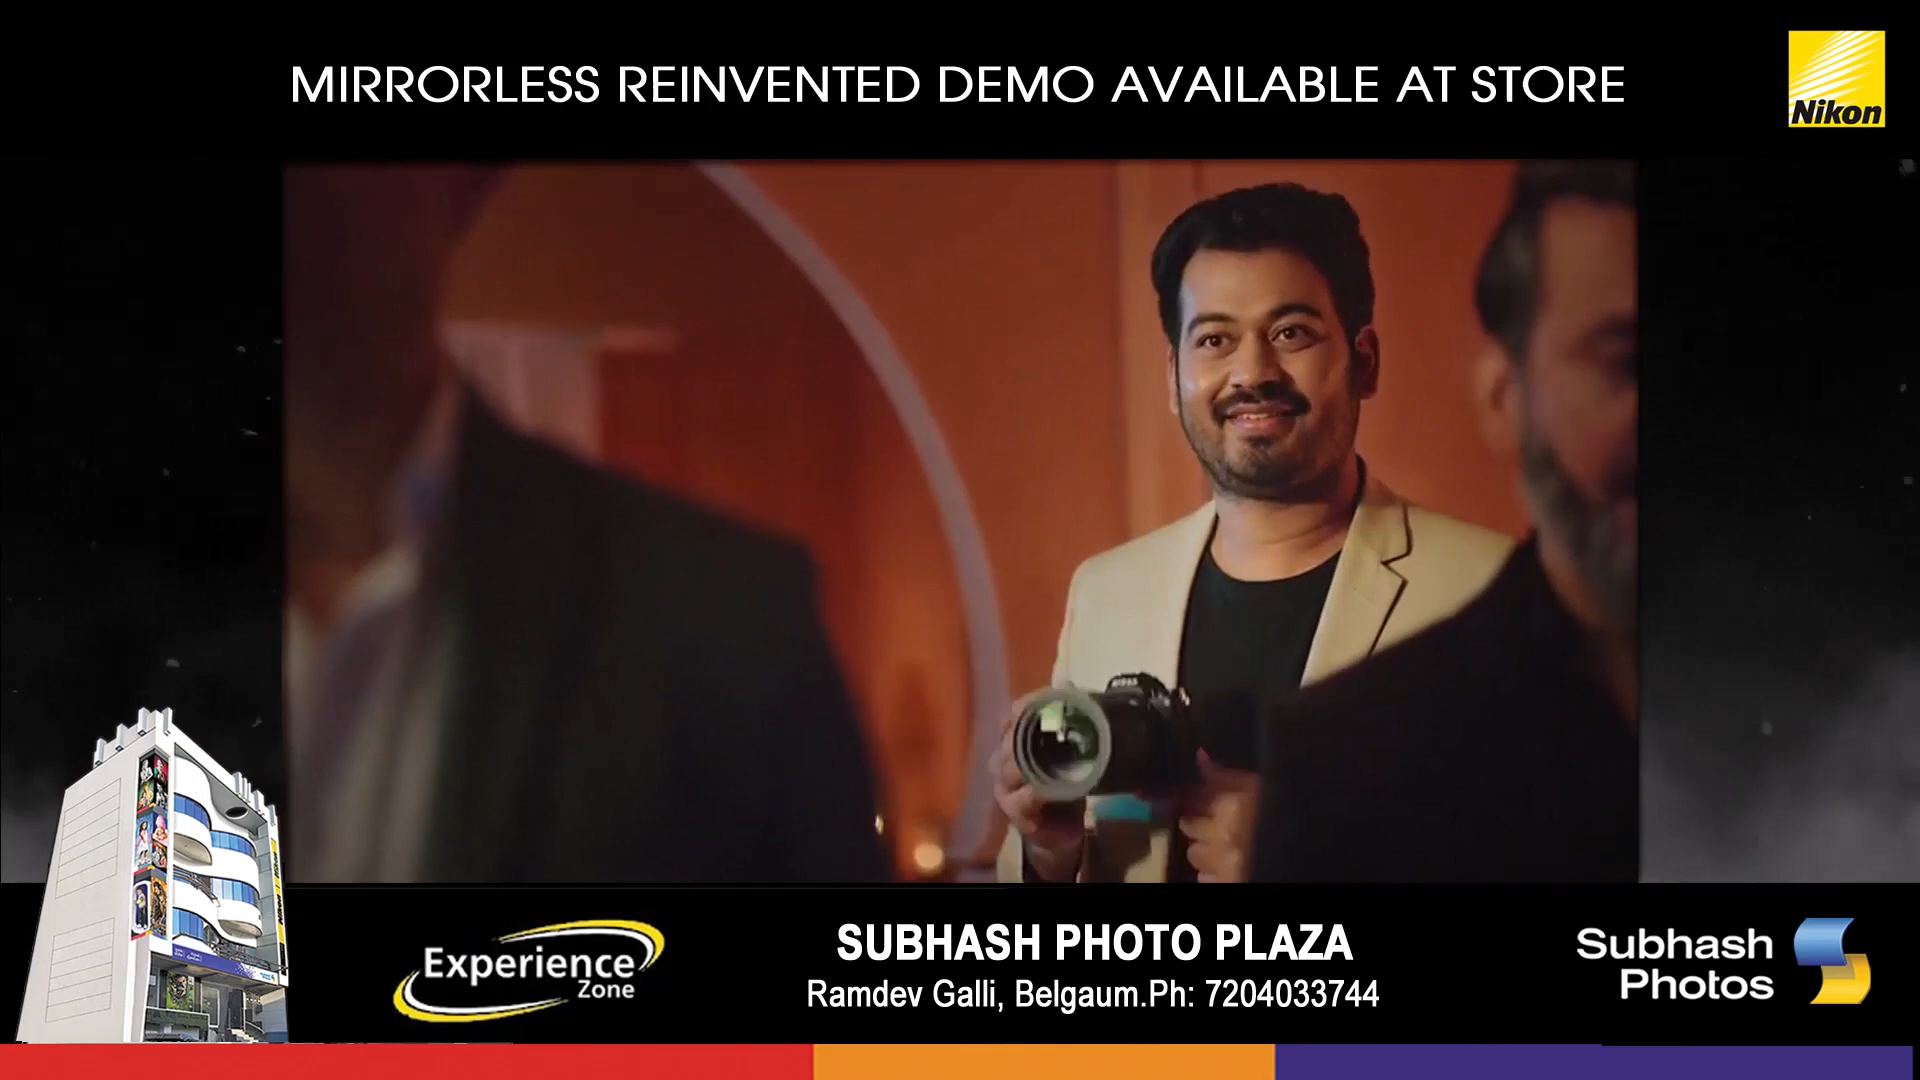 MIRRORLESS REINVENTED DEMO AVAILABLE AT STORE
Nikon
NIKON
Experience
Zone
SUBHASH PHOTO PLAZA
Ramdev Galli, Belgaum.Ph: 7204033744
Subhash
Photos